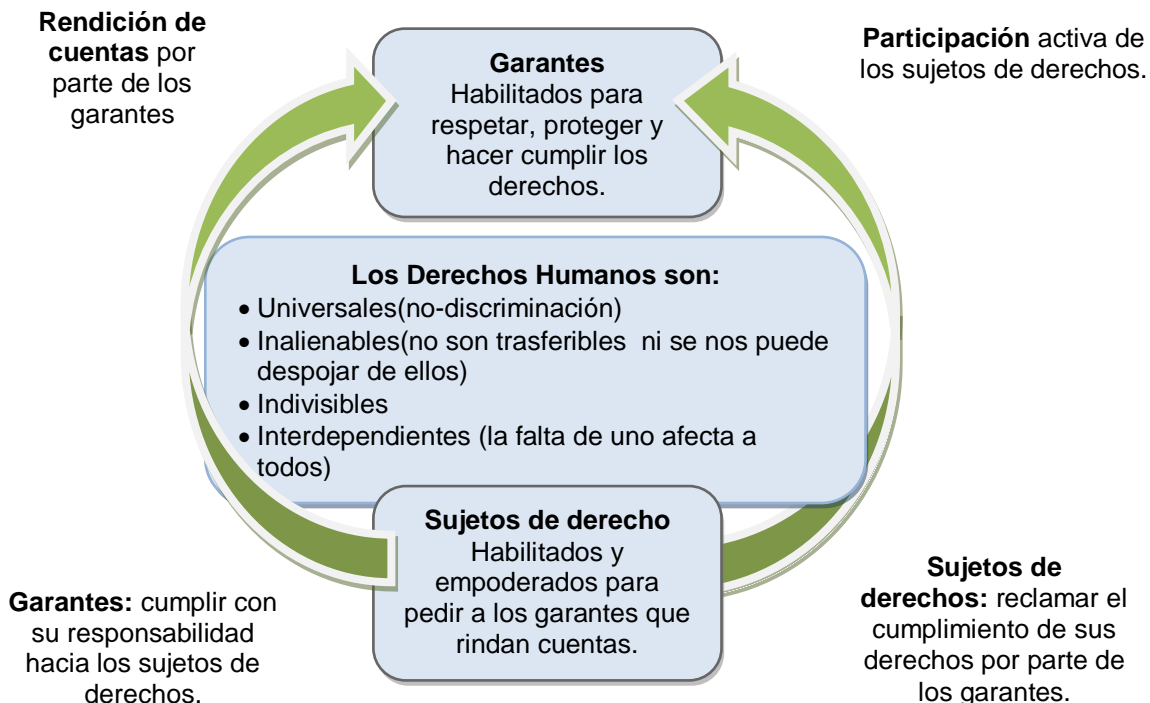 Rendición de
cuentas por
parte de los
garantes
Garantes
Habilitados para
respetar, proteger y
hacer cumplir los
derechos.
Participación activa de
los sujetos de derechos.
Los Derechos Humanos son:
• Universales(no-discriminación)
• Inalienables(no son trasferibles ni se nos puede
despojar de ellos)
• Indivisibles
• Interdependientes (la falta de uno afecta a
todos)
Sujetos de derecho
Habilitados y
empoderados para
pedir a los garantes que
rindan cuentas.
Garantes: cumplir con
su responsabilidad
hacia los sujetos de
derechos.
Sujetos de
derechos: reclamar el
cumplimiento de sus
derechos por parte de
los garantes.